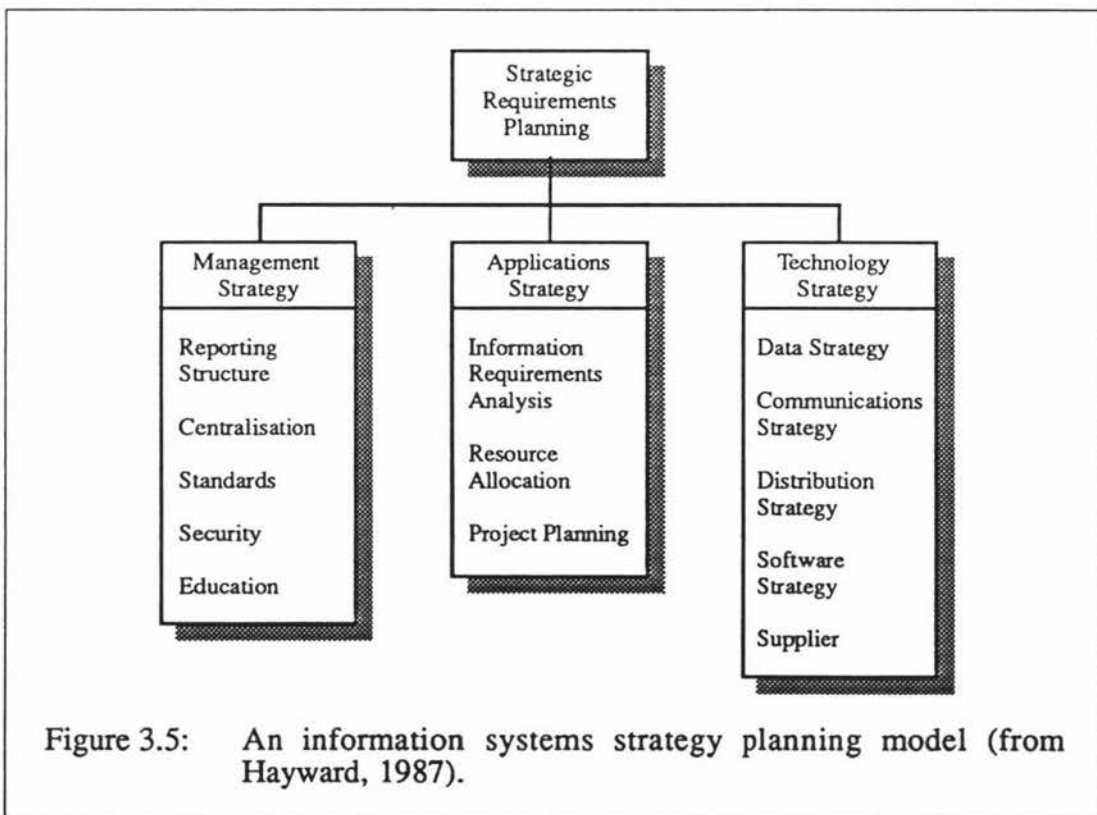 Strategic
Requirements
Planning
Management
Strategy
Reporting
Structure
Centralisation
Standards
Security
Education
Applications
Strategy
Information
Requirements
Analysis
Resource
Allocation
Project Planning
Technology
Strategy
Data Strategy
Communications
Strategy
Distribution
Strategy
Software
Strategy
Supplier
Figure 3.5: An information systems strategy planning model (from
Hayward, 1987).